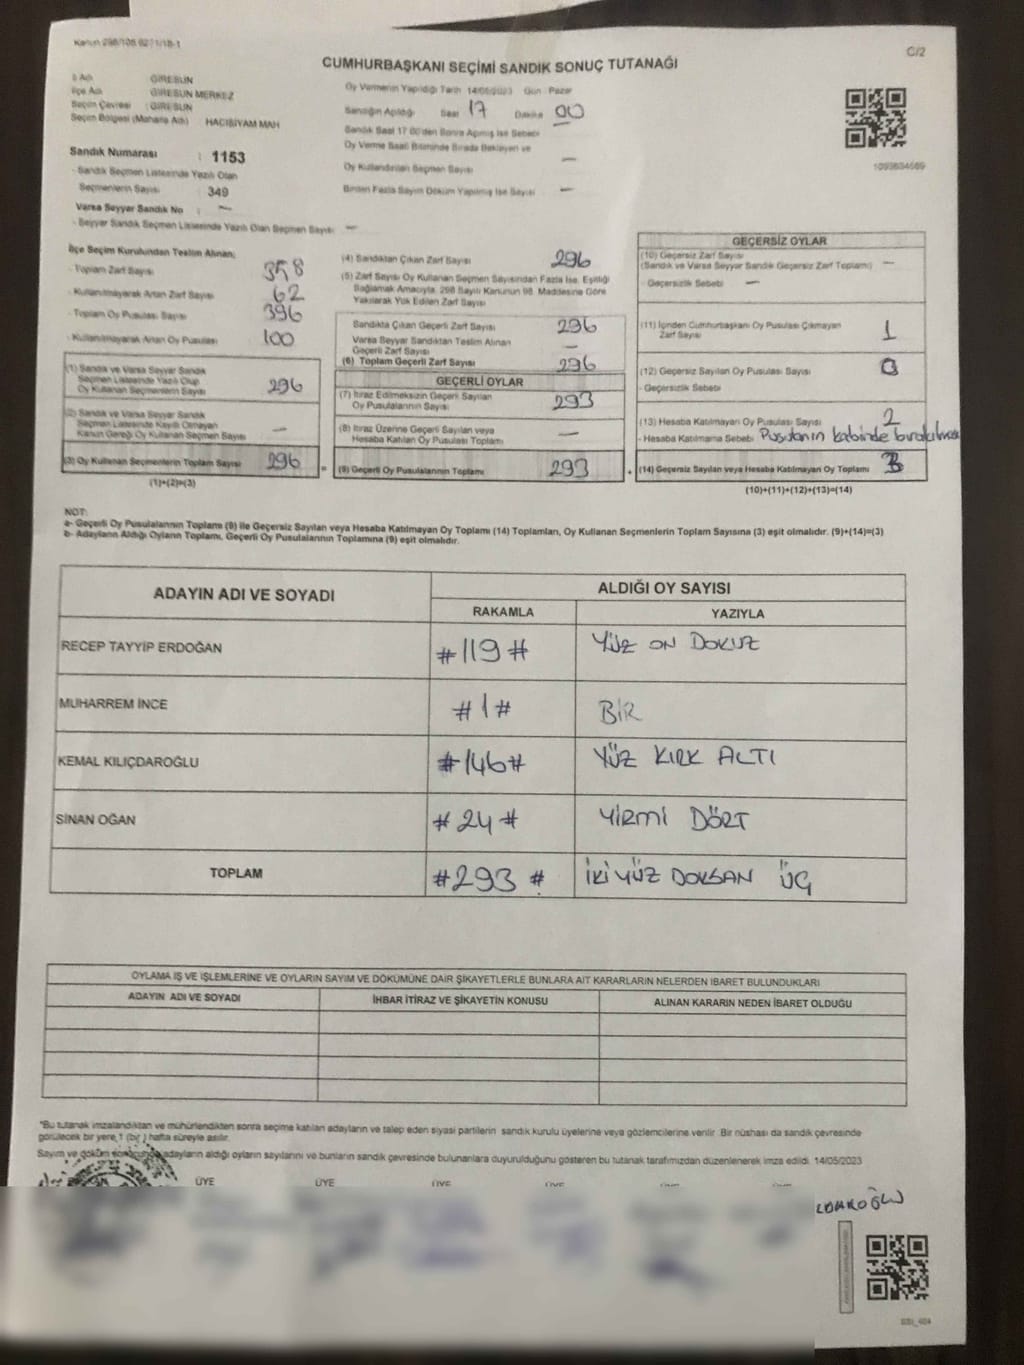 Kanun 298/106.92/1/1B-1
C/2
CUMHURBAŞKANI SEÇİMİ SANDIK SONUÇ TUTANAĞI
İl Adı : GİRESUN
İlçe Adı : GİRESUN MERKEZ
Seçim Çevresi : GİRESUN
Seçim Bölgesi (Mahalle Adı) : HACISİYAM MAH
Oy Vermenin Yapıldığı Tarih 14/05/2023 Gün : Pazar
Sandığın Açıldığı Saat 17 Dakika 00
Sandık Saat 17 00'den Sonra Açılmış İse Sebebi
Oy Verme Saati Bitiminde Sırada Bekleyen ve
Oy Kullandırılan Seçmen Sayısı —
Birden Fazla Sayım Döküm Yapılmış İse Sayısı —
1093634569
Sandık Numarası : 1153
- Sandık Seçmen Listesinde Yazılı Olan
Seçmenlerin Sayısı : 349
Varsa Seyyar Sandık No : —
- Seyyar Sandık Seçmen Listesinde Yazılı Olan Seçmen Sayısı : —
İlçe Seçim Kurulundan Teslim Alınan;
- Toplam Zarf Sayısı 358
- Kullanılmayarak Artan Zarf Sayısı 62
- Toplam Oy Pusulası Sayısı 396
- Kullanılmayarak Artan Oy Pusulası 100
(1) Sandık ve Varsa Seyyar Sandık
Seçmen Listesinde Yazılı Olup
Oy Kullanan Seçmenlerin Sayısı 296
(2) Sandık ve Varsa Seyyar Sandık
Seçmen Listesinde Kayıtlı Olmayan
Kanun Gereği Oy Kullanan Seçmen Sayısı —
(3) Oy Kullanan Seçmenlerin Toplam Sayısı 296
(1)+(2)=(3)
(4) Sandıktan Çıkan Zarf Sayısı 296
(5) Zarf Sayısı Oy Kullanan Seçmen Sayısından Fazla İse, Eşitliği
Sağlamak Amacıyla, 298 Sayılı Kanunun 98. Maddesine Göre
Yakılarak Yok Edilen Zarf Sayısı
Sandıkta Çıkan Geçerli Zarf Sayısı 296
Varsa Seyyar Sandıktan Teslim Alınan
Geçerli Zarf Sayısı —
(6) Toplam Geçerli Zarf Sayısı 296
GEÇERLİ OYLAR
(7) İtiraz Edilmeksizin Geçerli Sayılan
Oy Pusulalarının Sayısı 293
(8) İtiraz Üzerine Geçerli Sayılan veya
Hesaba Katılan Oy Pusulası Toplamı —
= (9) Geçerli Oy Pusulalarının Toplamı 293 +
GEÇERSİZ OYLAR
(10) Geçersiz Zarf Sayısı
(Sandık ve Varsa Seyyar Sandık Geçersiz Zarf Toplamı) —
- Geçersizlik Sebebi —
(11) İçinden Cumhurbaşkanı Oy Pusulası Çıkmayan
Zarf Sayısı 1
(12) Geçersiz Sayılan Oy Pusulası Sayısı 0
- Geçersizlik Sebebi
(13) Hesaba Katılmayan Oy Pusulası Sayısı 2
- Hesaba Katılmama Sebebi Pusulanın kabinde bırakılması
(14) Geçersiz Sayılan veya Hesaba Katılmayan Oy Toplamı 3
(10)+(11)+(12)+(13)=(14)
NOT:
a- Geçerli Oy Pusulalarının Toplamı (9) ile Geçersiz Sayılan veya Hesaba Katılmayan Oy Toplamı (14) Toplamları, Oy Kullanan Seçmenlerin Toplam Sayısına (3) eşit olmalıdır. (9)+(14)=(3)
b- Adayların Aldığı Oyların Toplamı, Geçerli Oy Pusulalarının Toplamına (9) eşit olmalıdır.
ADAYIN ADI VE SOYADI
ALDIĞI OY SAYISI
RAKAMLA YAZIYLA
RECEP TAYYİP ERDOĞAN #119# YÜZ ON DOKUZ
MUHARREM İNCE #1# BİR
KEMAL KILIÇDAROĞLU #146# YÜZ KIRK ALTI
SİNAN OĞAN #24# YİRMİ DÖRT
TOPLAM #293# İKİ YÜZ DOKSAN ÜÇ
OYLAMA İŞ VE İŞLEMLERİNE VE OYLARIN SAYIM VE DÖKÜMÜNE DAİR ŞİKAYETLERLE BUNLARA AİT KARARLARIN NELERDEN İBARET BULUNDUKLARI
ADAYIN ADI VE SOYADI İHBAR İTİRAZ VE ŞİKAYETİN KONUSU ALINAN KARARIN NEDEN İBARET OLDUĞU
*Bu tutanak imzalandıktan ve mühürlendikten sonra seçime katılan adayların ve talep eden siyasi partilerin sandık kurulu üyelerine veya gözlemcilerine verilir. Bir nüshası da sandık çevresinde
görülecek bir yere 1 (bir) hafta süreyle asılır.
Sayım ve döküm sonucunda adayların aldığı oyların sayılarını ve bunların sandık çevresinde bulunanlara duyurulduğunu gösteren bu tutanak tarafımızdan düzenlenerek imza edildi. 14/05/2023
ÜYE ÜYE ÜYE ÜYE